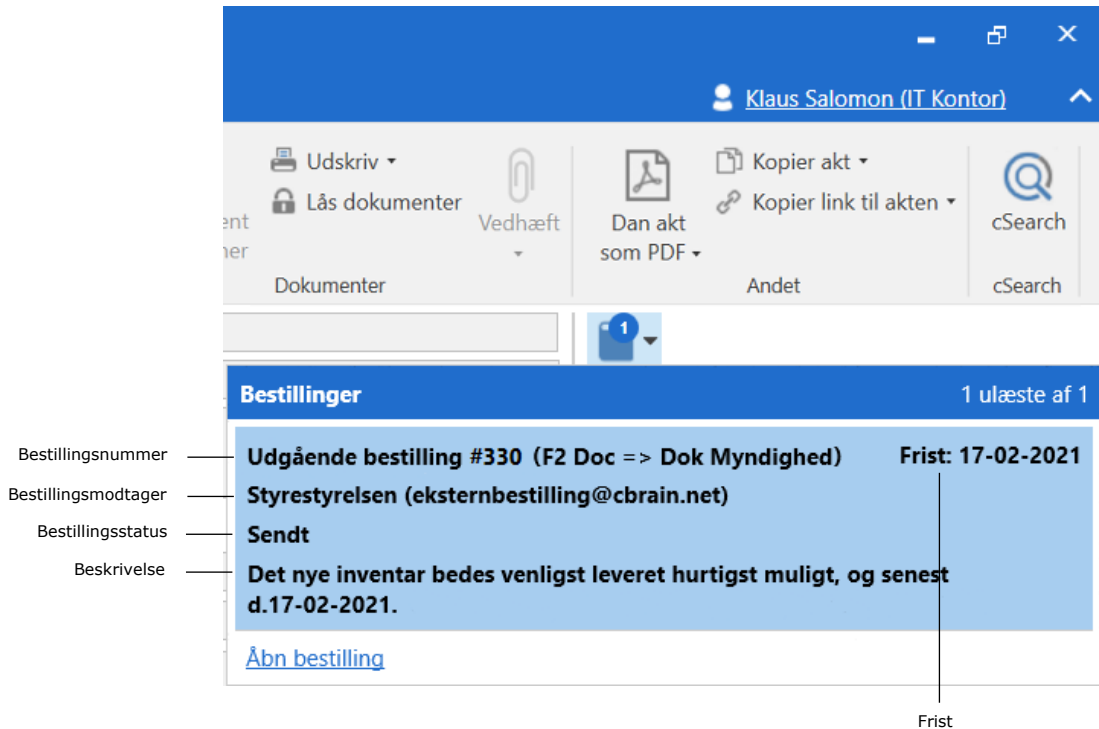 Klaus Salomon (IT Kontor)
Udskriv
Lås dokumenter
ent
ner
Vedhæft
Dokumenter
Dan akt
som PDF
Kopier akt
Kopier link til akten
Andet
cSearch
cSearch
1
Bestillinger 1 ulæste af 1
Bestillingsnummer
Udgående bestilling #330 (F2 Doc => Dok Myndighed) Frist: 17-02-2021
Bestillingsmodtager
Styrestyrelsen (eksternbestilling@cbrain.net)
Bestillingsstatus
Sendt
Beskrivelse
Det nye inventar bedes venligst leveret hurtigst muligt, og senest
d.17-02-2021.
Åbn bestilling
Frist